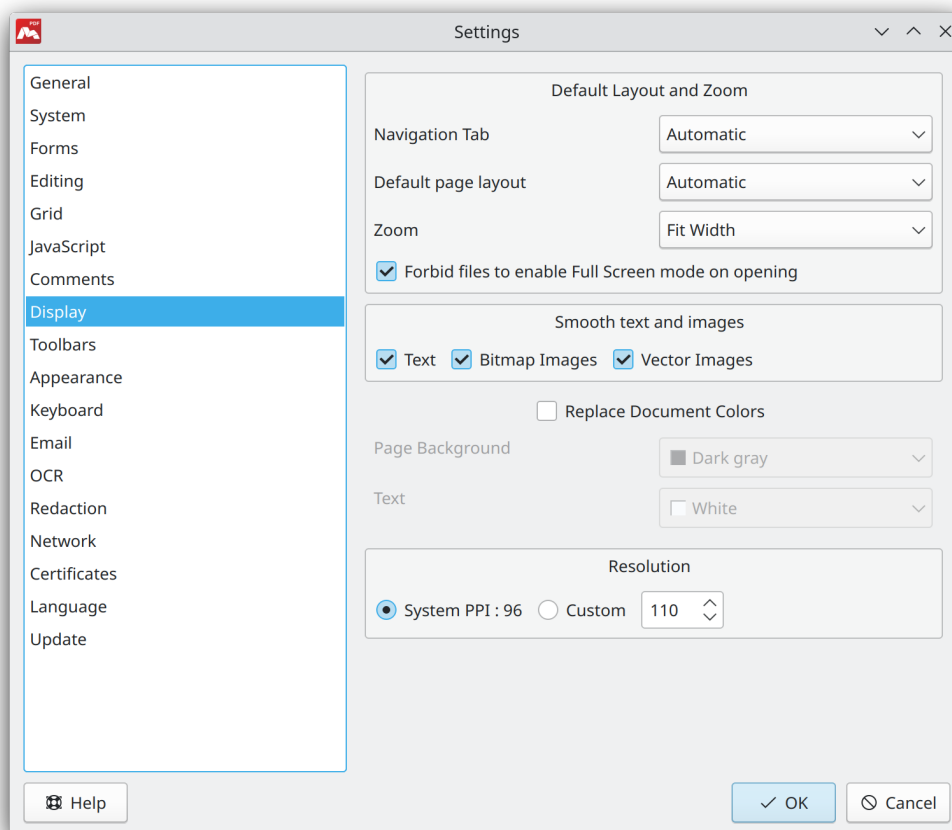 PDF
Settings
General
System
Forms
Editing
Grid
JavaScript
Comments
Display
Toolbars
Appearance
Keyboard
Email
OCR
Redaction
Network
Certificates
Language
Update
Default Layout and Zoom
Navigation Tab Automatic
Default page layout Automatic
Zoom Fit Width
Forbid files to enable Full Screen mode on opening
Smooth text and images
Text Bitmap Images Vector Images
Replace Document Colors
Page Background Dark gray
Text White
Resolution
System PPI : 96 Custom 110
Help OK Cancel